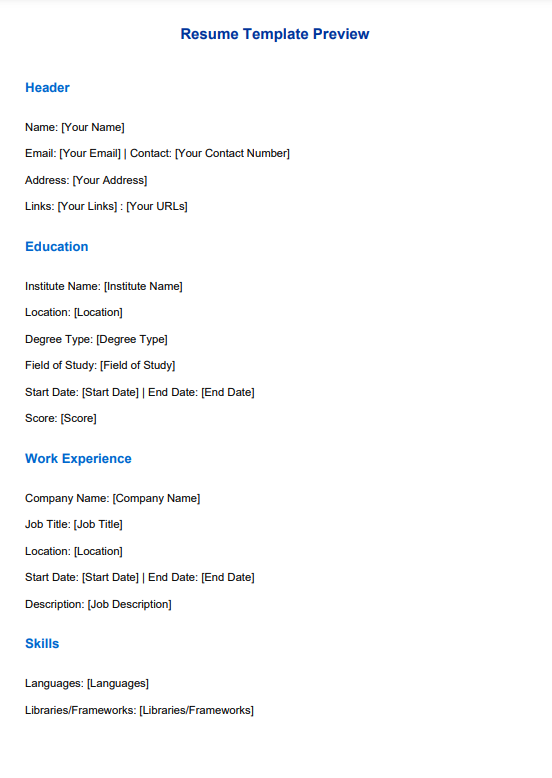 Resume Template Preview
Header
Name: [Your Name]
Email: [Your Email] | Contact: [Your Contact Number]
Address: [Your Address]
Links: [Your Links] : [Your URLs]
Education
Institute Name: [Institute Name]
Location: [Location]
Degree Type: [Degree Type]
Field of Study: [Field of Study]
Start Date: [Start Date] | End Date: [End Date]
Score: [Score]
Work Experience
Company Name: [Company Name]
Job Title: [Job Title]
Location: [Location]
Start Date: [Start Date] | End Date: [End Date]
Description: [Job Description]
Skills
Languages: [Languages]
Libraries/Frameworks: [Libraries/Frameworks]